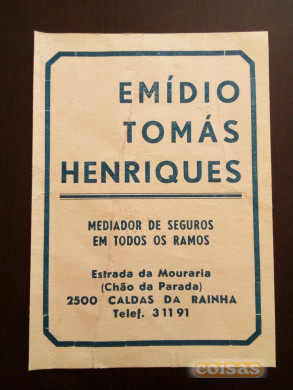 EMÍDIO
TOMÁS
HENRIQUES
MEDIADOR DE SEGUROS
EM TODOS OS RAMOS
Estrada da Mouraria
(Chão da Parada)
2500 CALDAS DA RAINHA
Telef. 31191
coisas